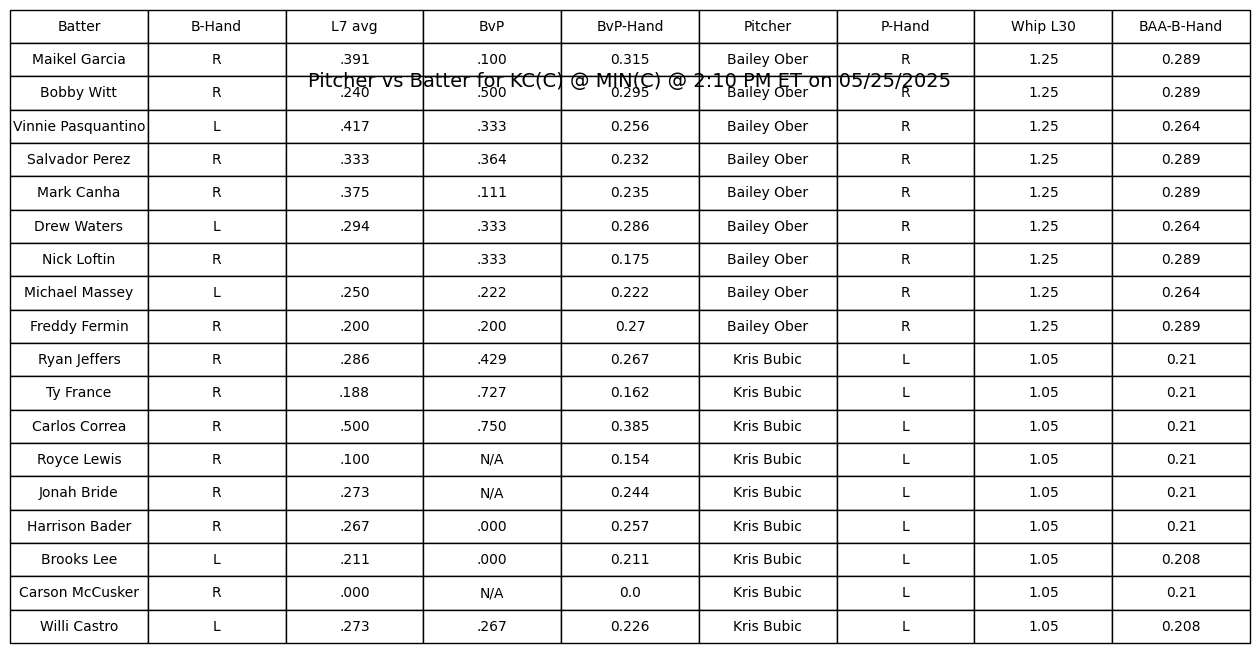 Batter B-Hand L7 avg BvP BvP-Hand Pitcher P-Hand Whip L30 BAA-B-Hand
Maikel Garcia R .391 .100 0.315 Bailey Ober R 1.25 0.289
Pitcher vs Batter for KC(C) @ MIN(C) @ 2:10 PM ET on 05/25/2025
Bobby Witt R .240 .500 0.295 Bailey Ober R 1.25 0.289
Vinnie Pasquantino L .417 .333 0.256 Bailey Ober R 1.25 0.264
Salvador Perez R .333 .364 0.232 Bailey Ober R 1.25 0.289
Mark Canha R .375 .111 0.235 Bailey Ober R 1.25 0.289
Drew Waters L .294 .333 0.286 Bailey Ober R 1.25 0.264
Nick Loftin R .333 0.175 Bailey Ober R 1.25 0.289
Michael Massey L .250 .222 0.222 Bailey Ober R 1.25 0.264
Freddy Fermin R .200 .200 0.27 Bailey Ober R 1.25 0.289
Ryan Jeffers R .286 .429 0.267 Kris Bubic L 1.05 0.21
Ty France R .188 .727 0.162 Kris Bubic L 1.05 0.21
Carlos Correa R .500 .750 0.385 Kris Bubic L 1.05 0.21
Royce Lewis R .100 N/A 0.154 Kris Bubic L 1.05 0.21
Jonah Bride R .273 N/A 0.244 Kris Bubic L 1.05 0.21
Harrison Bader R .267 .000 0.257 Kris Bubic L 1.05 0.21
Brooks Lee L .211 .000 0.211 Kris Bubic L 1.05 0.208
Carson McCusker R .000 N/A 0.0 Kris Bubic L 1.05 0.21
Willi Castro L .273 .267 0.226 Kris Bubic L 1.05 0.208